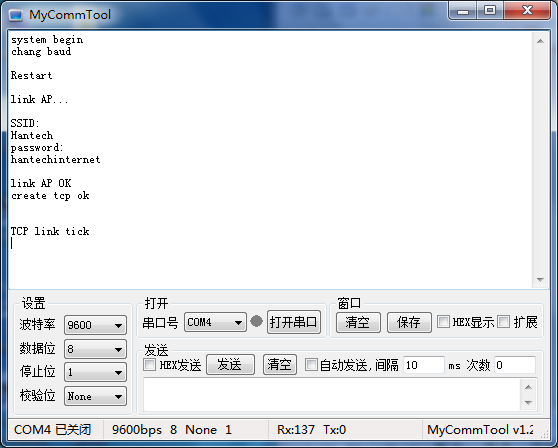 MyCommTool
system begin
chang baud
Restart
link AP...
SSID:
Hantech
password:
hantechinternet
link AP OK
create tcp ok
TCP link tick
设置
波特率 9600
数据位 8
停止位 1
校验位 None
打开
串口号 COM4 打开串口
窗口
清空 保存 HEX显示 扩展
发送
HEX发送 发送 清空 自动发送,间隔 10 ms 次数 0
COM4 已关闭 9600bps 8 None 1 Rx:137 Tx:0 MyCommTool v1.2